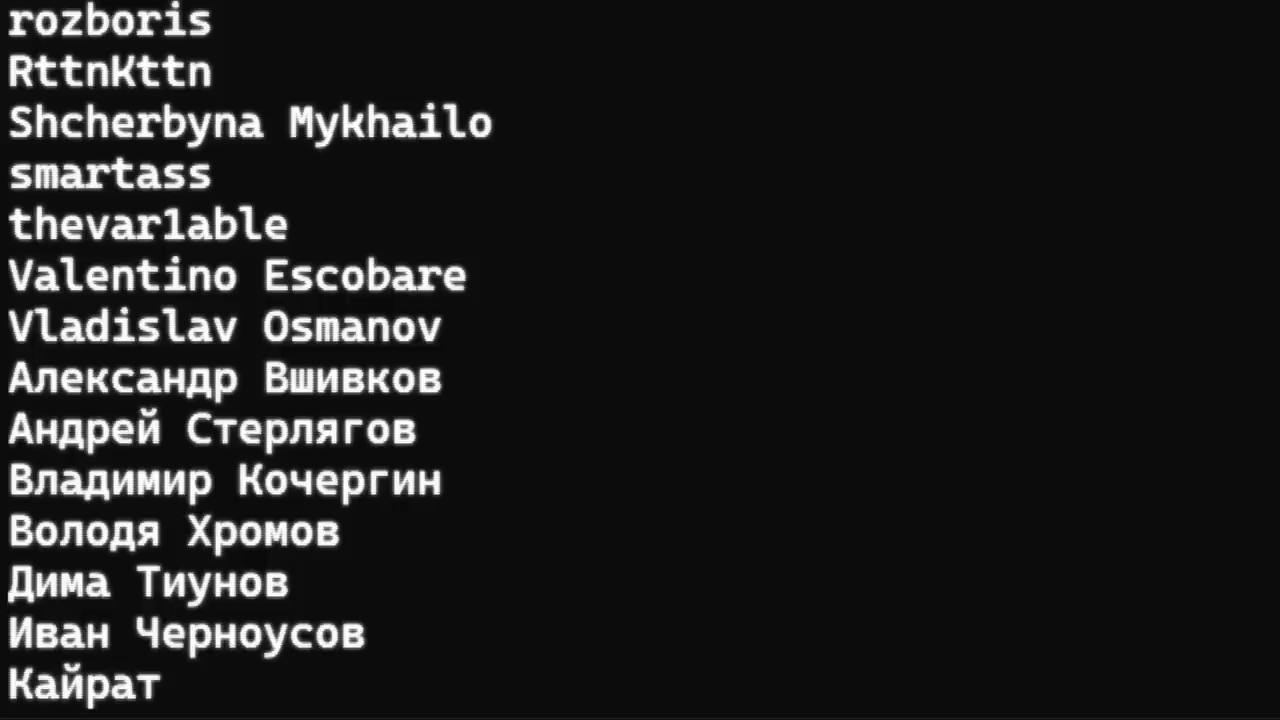 rozboris
RttnKttn
Shcherbyna Mykhailo
smartass
thevar1able
Valentino Escobare
Vladislav Osmanov
Александр Вшивков
Андрей Стерлягов
Владимир Кочергин
Володя Хромов
Дима Тиунов
Иван Черноусов
Кайрат